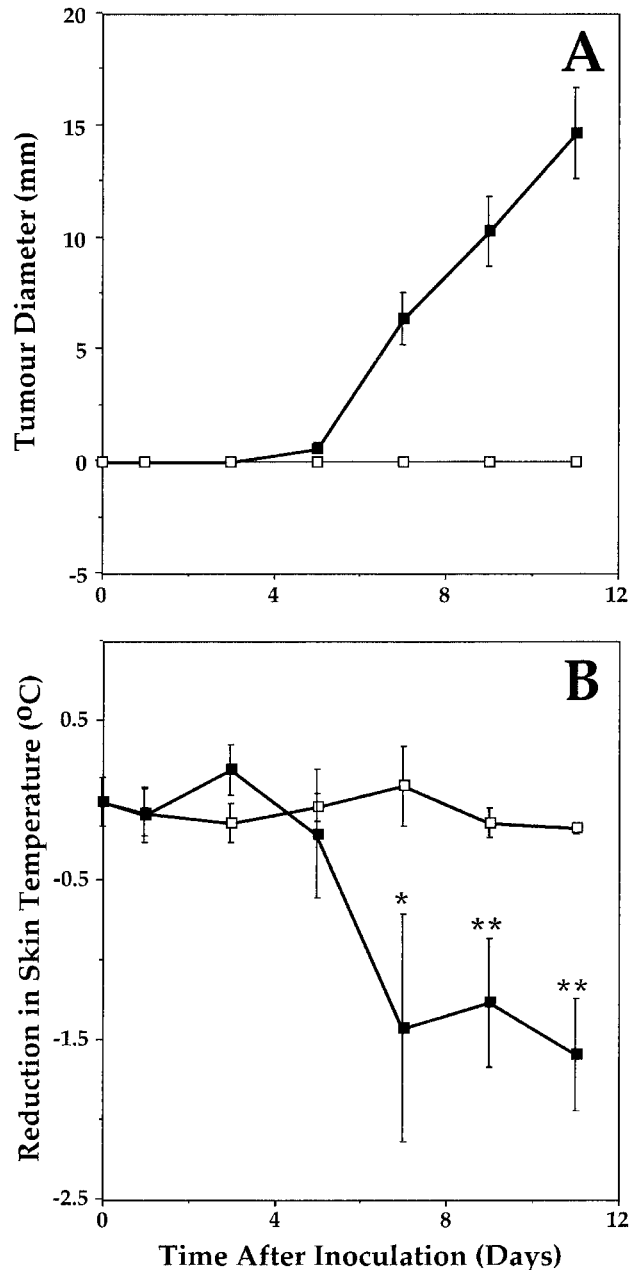 A
Tumour Diameter (mm)
20
15
10
5
0
-5
0 4 8 12
B
Reduction in Skin Temperature (ºC)
0.5
-0.5
-1.5
-2.5
*
**
**
0 4 8 12
Time After Inoculation (Days)